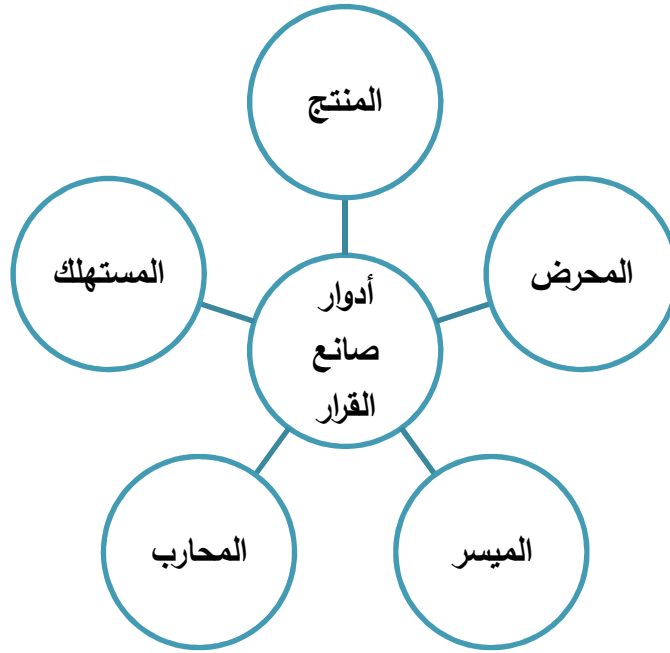 المنتج
المحرض
المستهلك
أدوار
صانع
القرار
الميسر
المحارب